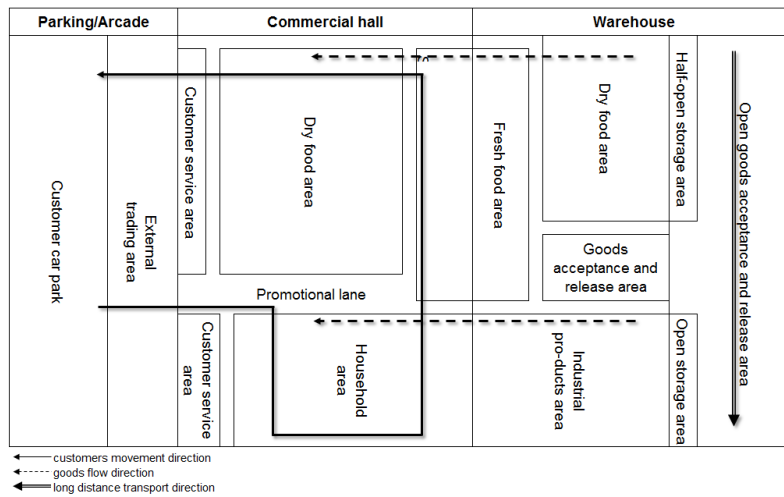 Parking/Arcade
Commercial hall
Warehouse
Customer car park
External
trading area
Customer service area
Dry food area
Fresh food area
Dry food area
Half-open storage area
Open goods acceptance and release area
Goods
acceptance and
release area
Promotional lane
Customer service
area
Household
area
Industrial
pro-ducts area
Open storage area
customers movement direction
goods flow direction
long distance transport direction